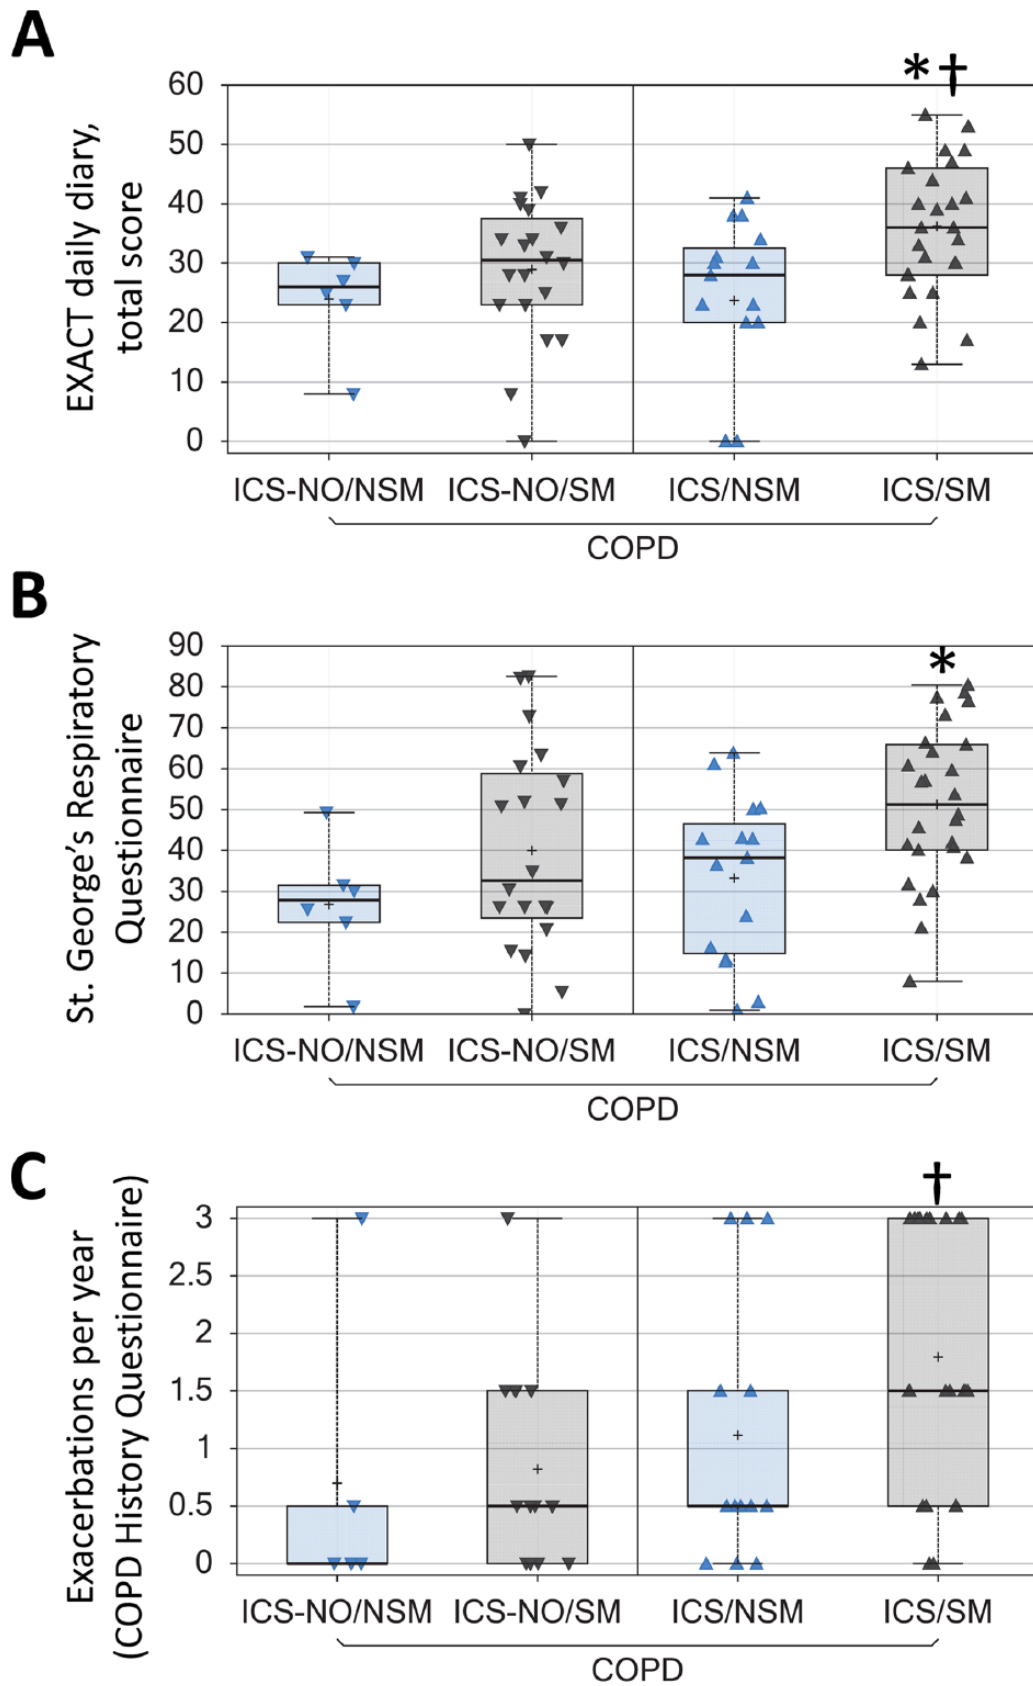 A
* †
EXACT daily diary,
total score
60
50
40
30
20
10
0
ICS-NO/NSM ICS-NO/SM ICS/NSM ICS/SM
COPD
B
*
St. George’s Respiratory
Questionnaire
90
80
70
60
50
40
30
20
10
0
ICS-NO/NSM ICS-NO/SM ICS/NSM ICS/SM
COPD
C
†
Exacerbations per year
(COPD History Questionnaire)
3
2.5
2
1.5
1
0.5
0
ICS-NO/NSM ICS-NO/SM ICS/NSM ICS/SM
COPD